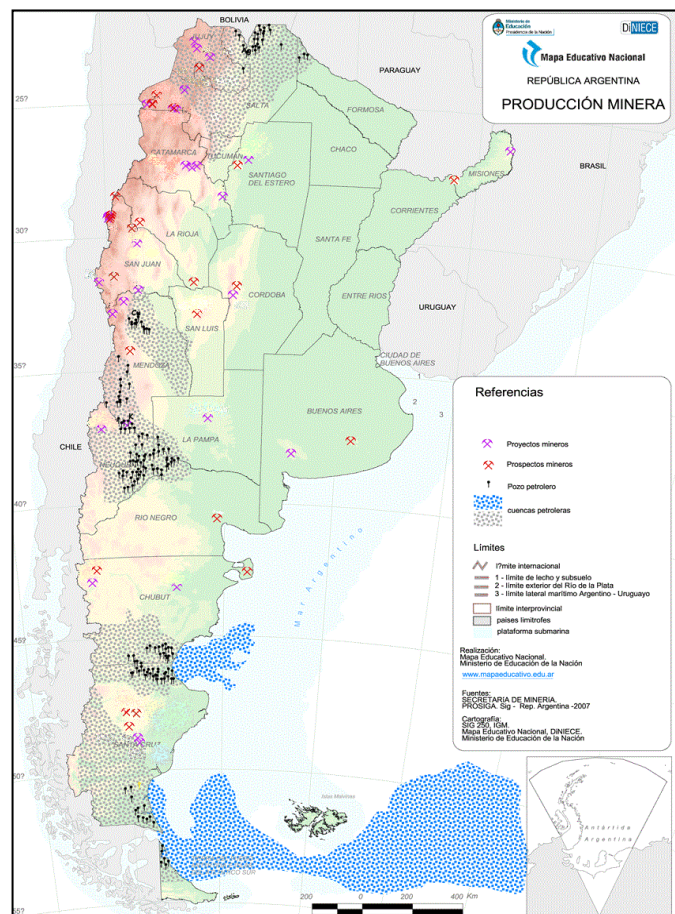 BOLIVIA
PARAGUAY
BRASIL
URUGUAY
CHILE
Ministerio de
Educación
Presidencia de la Nación
DiNIECE
Mapa Educativo Nacional
REPÚBLICA ARGENTINA
PRODUCCIÓN MINERA
JUJUY
SALTA
FORMOSA
CHACO
CATAMARCA
TUCUMÁN
SANTIAGO
DEL ESTERO
MISIONES
CORRIENTES
LA RIOJA
SANTA FE
SAN JUAN
CORDOBA
ENTRE RIOS
SAN LUIS
MENDOZA
CIUDAD DE
BUENOS AIRES
BUENOS AIRES
LA PAMPA
NEUQUEN
RIO NEGRO
CHUBUT
SANTA CRUZ
Islas Malvinas
Mar Argentino
1
2
3
25°
30°
35°
40°
45°
50°
55°
Referencias
Proyectos mineros
Prospectos mineros
Pozo petrolero
cuencas petroleras
Límites
l?mite internacional
1 - límite de lecho y subsuelo
2 - límite exterior del Río de la Plata
3 - límite lateral marítimo Argentino - Uruguayo
límite interprovincial
paises limítrofes
plataforma submarina
Realización:
Mapa Educativo Nacional.
Ministerio de Educación de la Nación
www.mapaeducativo.edu.ar
Fuentes:
SECRETARÍA DE MINERÍA.
PROSIGA. Sig - Rep. Argentina -2007
Cartografía:
SIG 250, IGM.
Mapa Educativo Nacional, DINIECE.
Ministerio de Educación de la Nación
Antártida
Argentina
200 0 200 400 Km